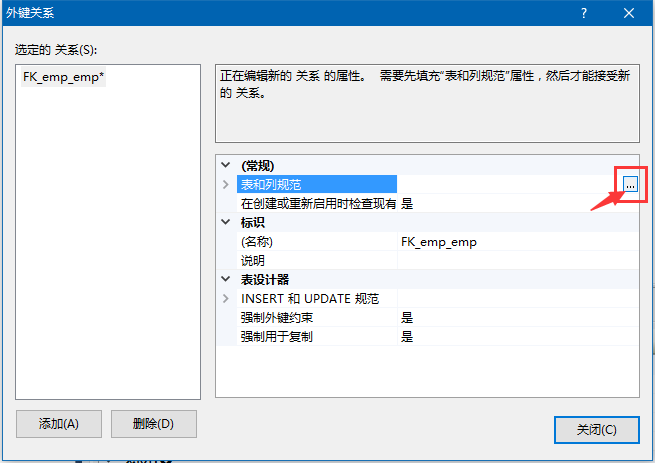 外键关系
选定的 关系(S):
FK_emp_emp*
正在编辑新的 关系 的属性。 需要先填充“表和列规范”属性，然后才能接受新
的 关系。
(常规)
表和列规范 ...
在创建或重新启用时检查现有 是
标识
(名称) FK_emp_emp
说明
表设计器
INSERT 和 UPDATE 规范
强制外键约束 是
强制用于复制 是
添加(A) 删除(D)
关闭(C)